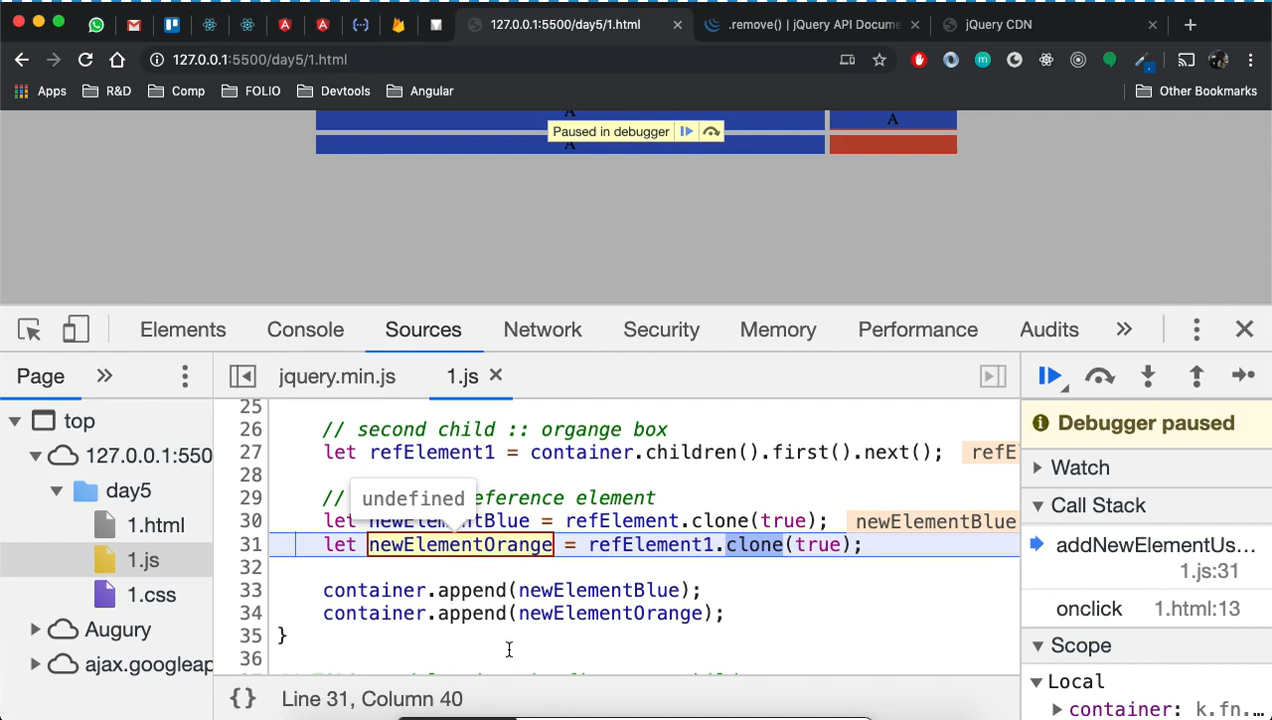 127.0.0.1:5500/day5/1.html
.remove() | jQuery API Docume
jQuery CDN
127.0.0.1:5500/day5/1.html
Apps
R&D
Comp
FOLIO
Devtools
Angular
Other Bookmarks
A
A
A
Paused in debugger
Elements
Console
Sources
Network
Security
Memory
Performance
Audits
Page
jquery.min.js
1.js
top
127.0.0.1:550
day5
1.html
1.js
1.css
Augury
ajax.googleap
25
26 // second child :: organge box
27 let refElement1 = container.children().first().next(); refE
28
29 // eference element
undefined
30 let newElementBlue = refElement.clone(true); newElementBlue
31 let newElementOrange = refElement1.clone(true);
32
33 container.append(newElementBlue);
34 container.append(newElementOrange);
35 }
36
{} Line 31, Column 40
Debugger paused
Watch
Call Stack
addNewElementUs...
1.js:31
onclick 1.html:13
Scope
Local
container: k.fn.